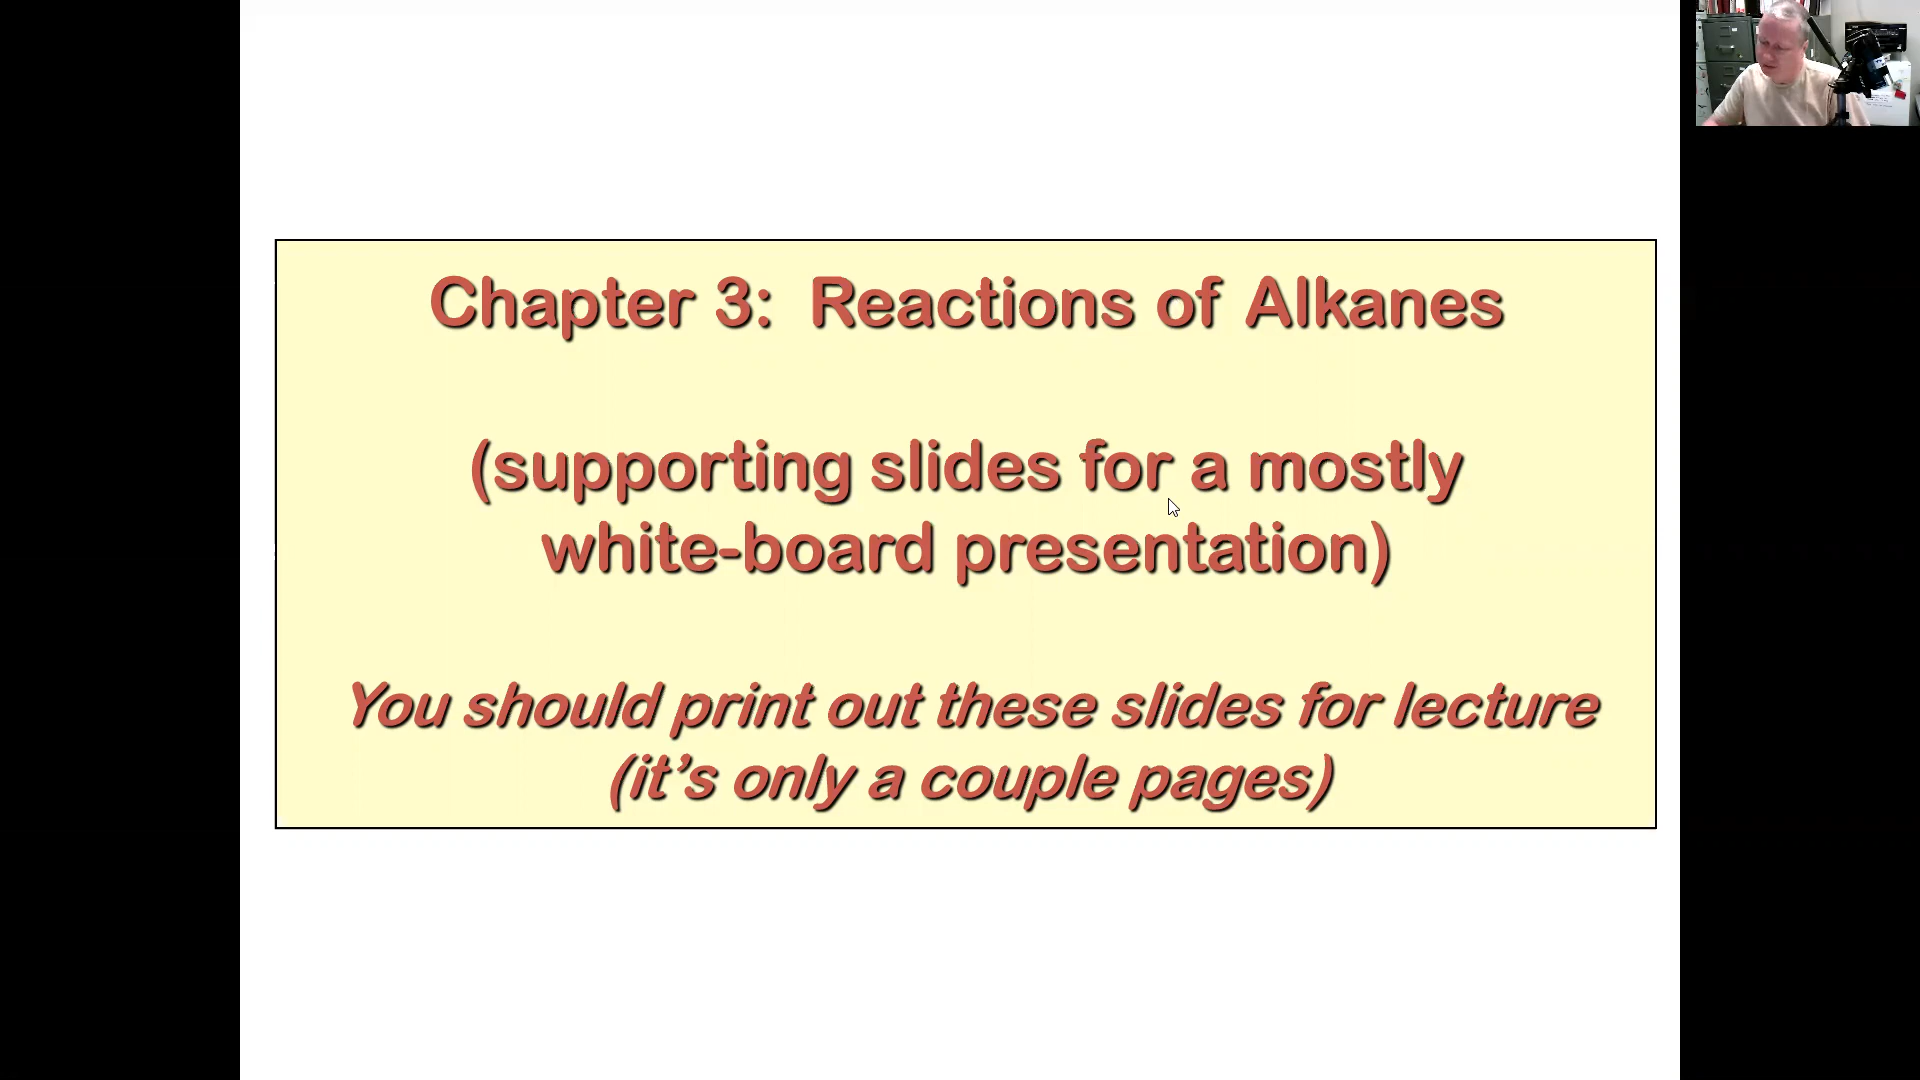 Chapter 3: Reactions of Alkanes
(supporting slides for a mostly
white-board presentation)
You should print out these slides for lecture
(it’s only a couple pages)